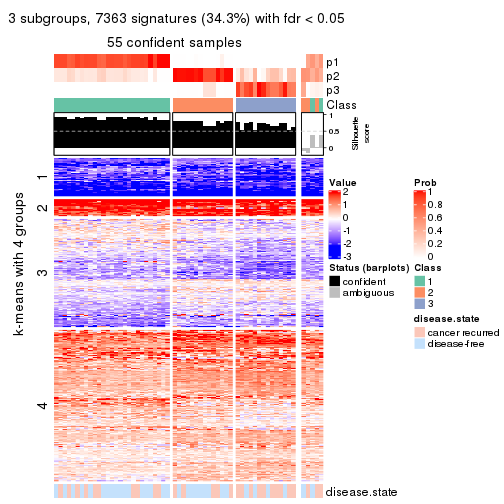 3 subgroups, 7363 signatures (34.3%) with fdr < 0.05
55 confident samples
p1
p2
p3
Class
1
0.5
0
Silhouette
score
k-means with 4 groups
1
2
3
4
Value
2
1
0
-1
-2
-3
Prob
1
0.8
0.6
0.4
0.2
0
Status (barplots)
confident
ambiguous
Class
1
2
3
disease.state
cancer recurred
disease-free
disease.state